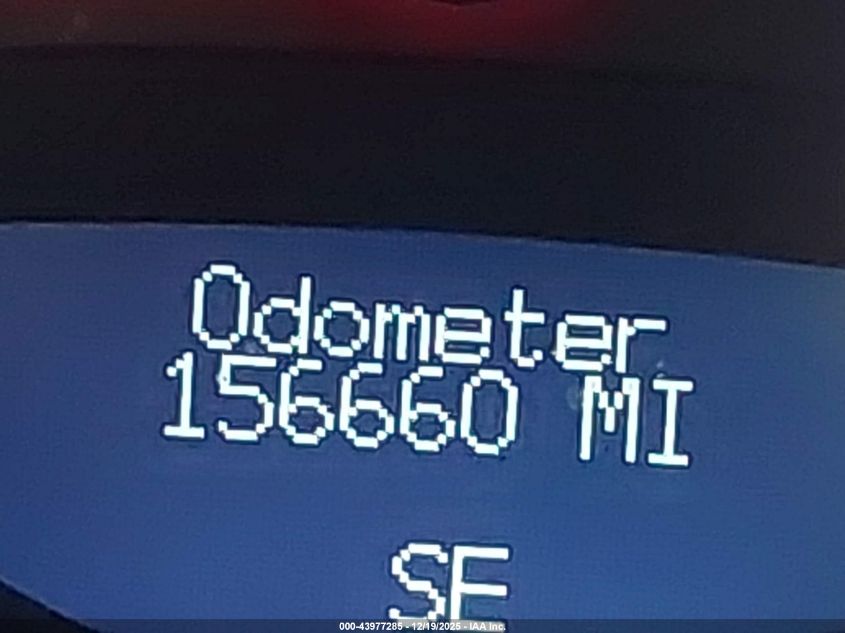 Odometer
156660 MI
SE
000-43977285 - 12/19/2025 - IAA Inc.